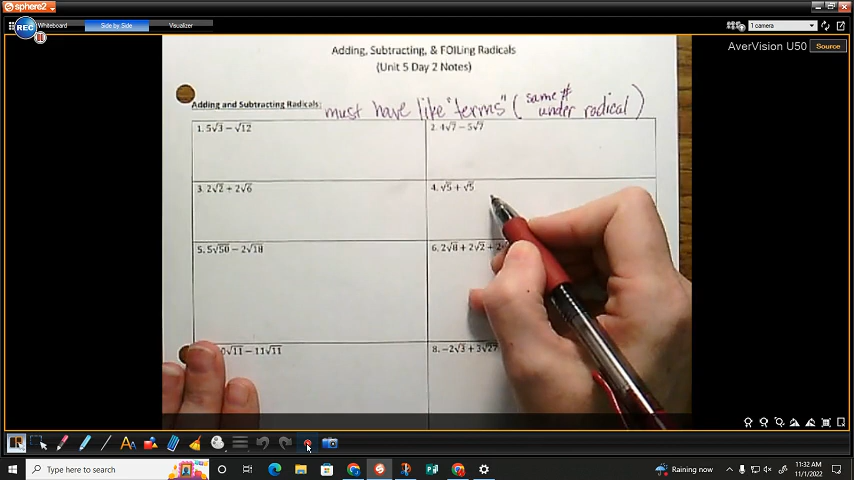 sphere2
REC
Whiteboard
Side by Side
Visualizer
1 camera
AverVision U50
Source
Adding, Subtracting, & FOILing Radicals
(Unit 5 Day 2 Notes)
Adding and Subtracting Radicals: must have like "terms" (same # under radical)
1. 5√3 − √12
2. 4√7 − 5√7
3. 2√2 + 2√6
4. √5 + √5
5. 5√50 − 2√18
6. 2√8 + 2√2 + 2
0√11 − 11√11
8. −2√3 + 3√27
Type here to search
Raining now
11:32 AM
11/1/2022